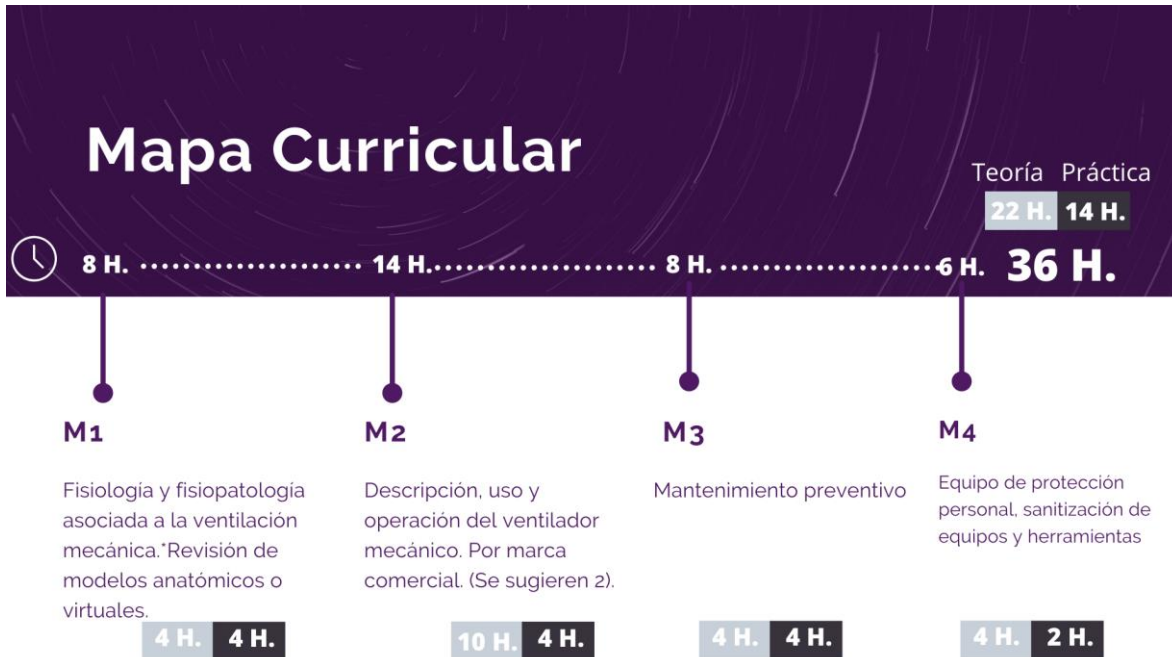 Mapa Curricular
Teoría Práctica
22 H. 14 H.
8 H. 14 H. 8 H. 6 H. 36 H.
M1
Fisiología y fisiopatología
asociada a la ventilación
mecánica.*Revisión de
modelos anatómicos o
virtuales.
4 H. 4 H.
M2
Descripción, uso y
operación del ventilador
mecánico. Por marca
comercial. (Se sugieren 2).
10 H. 4 H.
M3
Mantenimiento preventivo
4 H. 4 H.
M4
Equipo de protección
personal, sanitización de
equipos y herramientas
4 H. 2 H.